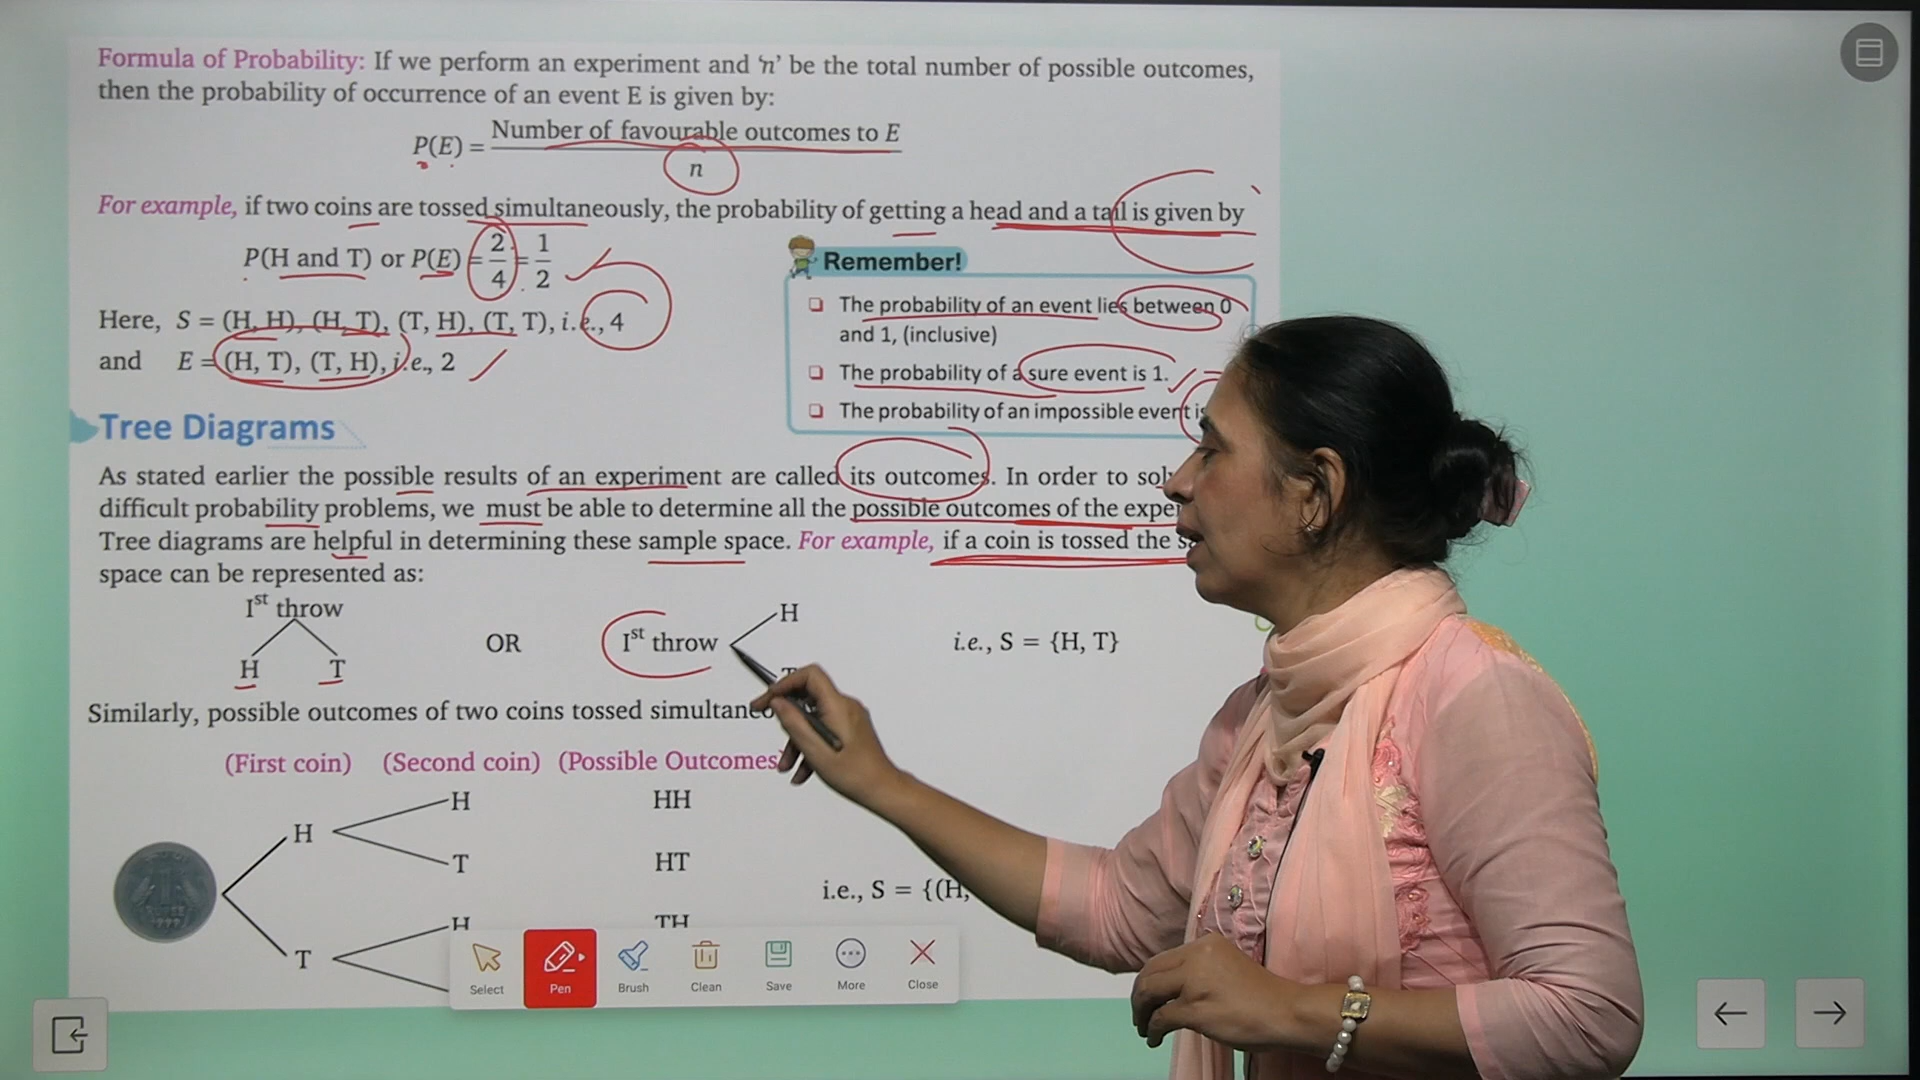 Formula of Probability: If we perform an experiment and ‘n’ be the total number of possible outcomes,
then the probability of occurrence of an event E is given by:
P(E) = Number of favourable outcomes to E
n
For example, if two coins are tossed simultaneously, the probability of getting a head and a tail is given by
P(H and T) or P(E) = 2/4 = 1/2
Here, S = (H, H), (H, T), (T, H), (T, T), i.e., 4
and E = (H, T), (T, H), i.e., 2
Remember!
❑ The probability of an event lies between 0
and 1, (inclusive)
❑ The probability of a sure event is 1.
❑ The probability of an impossible event is
Tree Diagrams
As stated earlier the possible results of an experiment are called its outcomes. In order to
difficult probability problems, we must be able to determine all the possible outcomes of the
Tree diagrams are helpful in determining these sample space. For example, if a coin is tossed the
space can be represented as:
Ist throw
H T
OR
Ist throw
H
T
i.e., S = {H, T}
Similarly, possible outcomes of two coins tossed
(First coin) (Second coin) (Possible Outcomes)
H HH
H
T HT
i.e., S = {(H,
H TH
T
Select Pen Brush Clean Save More Close